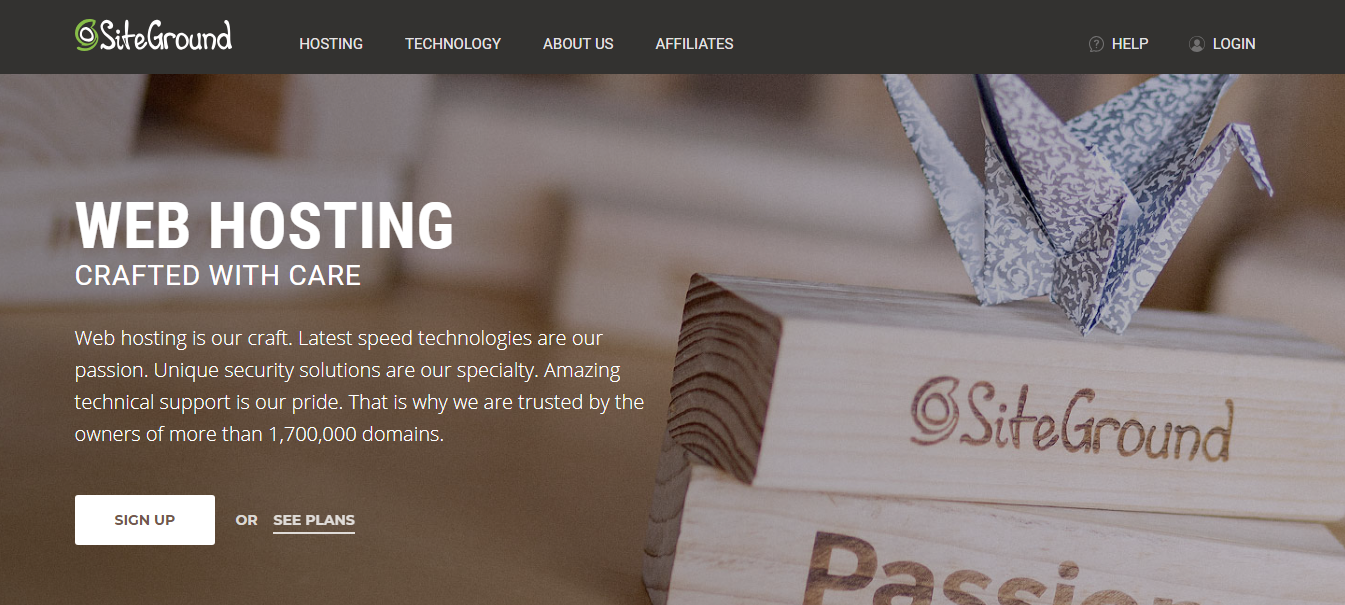 SiteGround
HOSTING
TECHNOLOGY
ABOUT US
AFFILIATES
HELP
LOGIN
WEB HOSTING
CRAFTED WITH CARE
Web hosting is our craft. Latest speed technologies are our
passion. Unique security solutions are our specialty. Amazing
technical support is our pride. That is why we are trusted by the
owners of more than 1,700,000 domains.
SIGN UP
OR
SEE PLANS
SiteGround
Passion